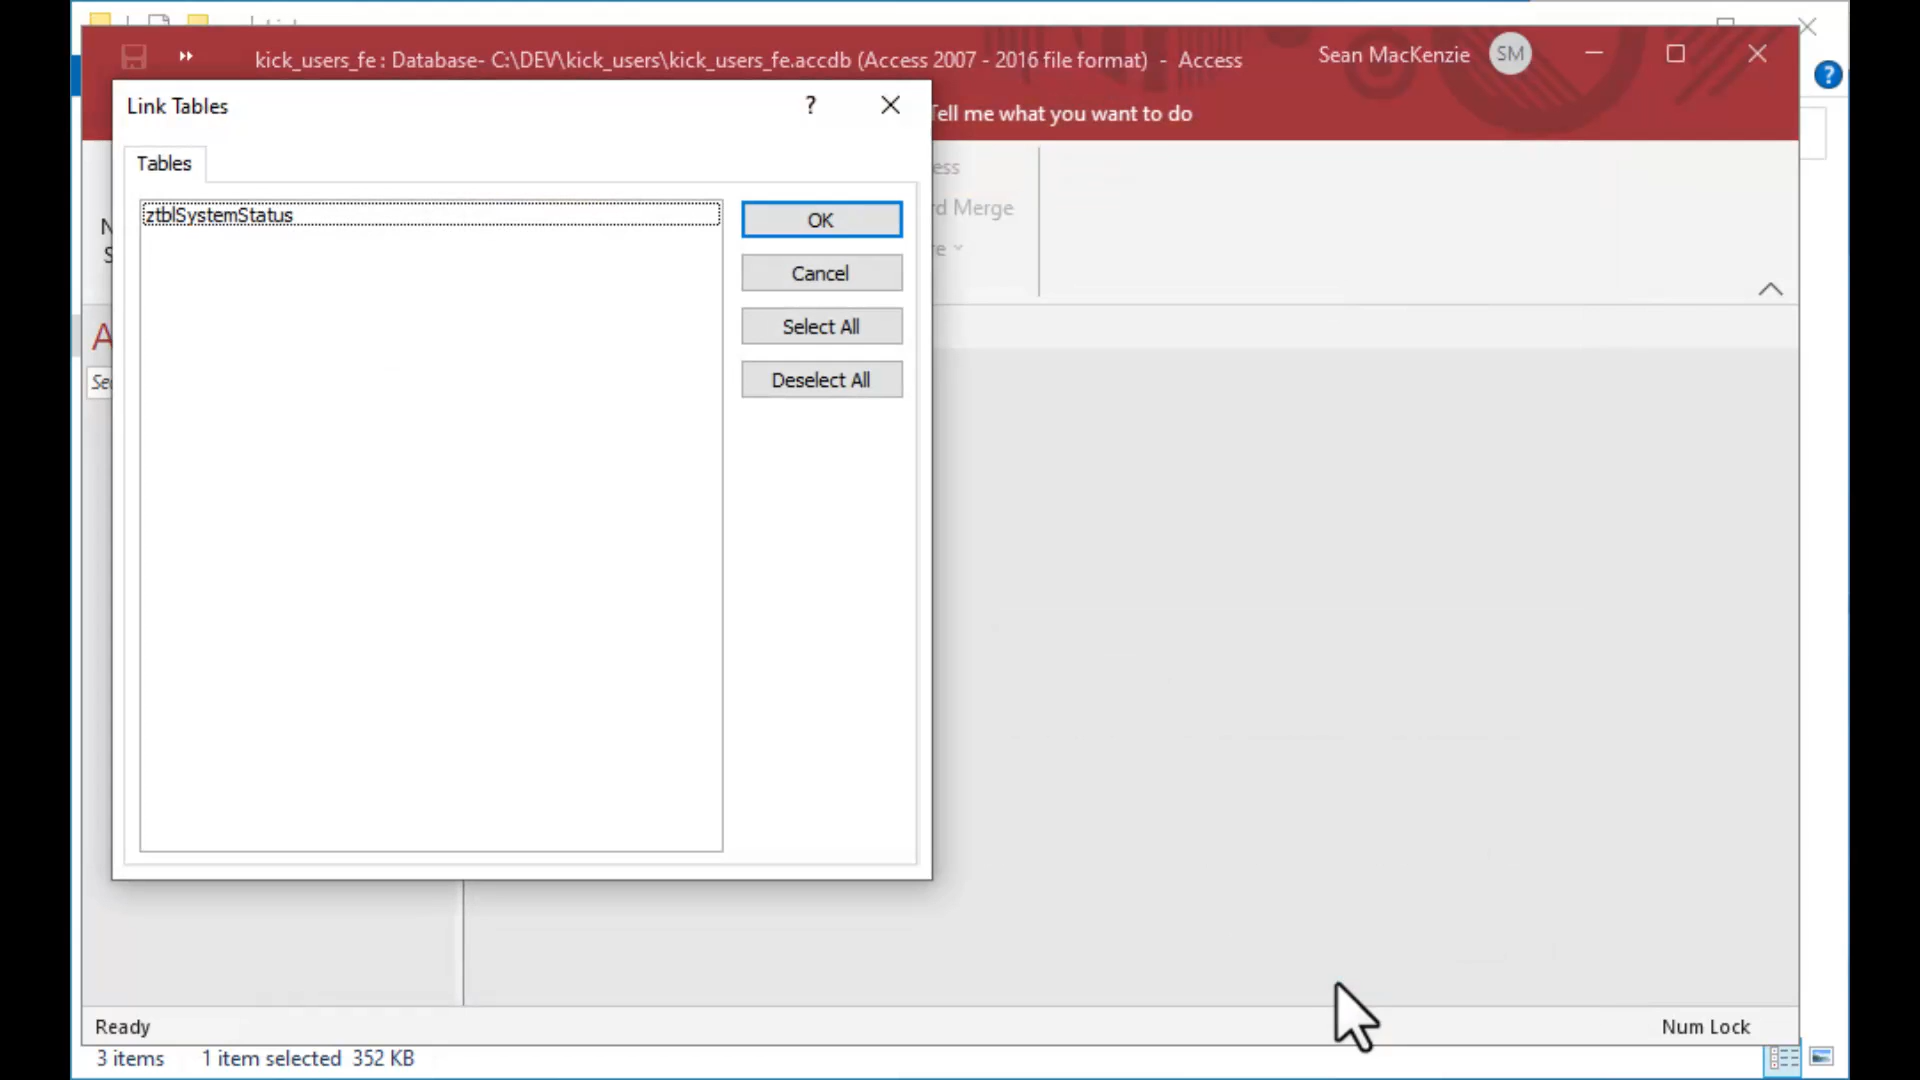 kick_users_fe : Database- C:\DEV\kick_users\kick_users_fe.accdb (Access 2007 - 2016 file format) - Access
Sean MacKenzie SM
Link Tables ?
Tell me what you want to do
?
Tables
ztblSystemStatus
OK
Cancel
Select All
Deselect All
Merge
Ready
Num Lock
3 items 1 item selected 352 KB